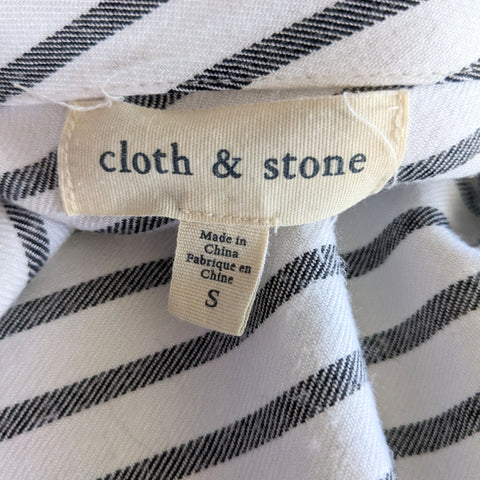 cloth & stone
Made in
China
Fabrique en
Chine
S